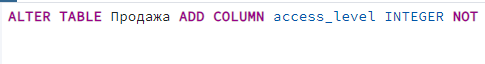 ALTER TABLE Продажа ADD COLUMN access_level INTEGER NOT